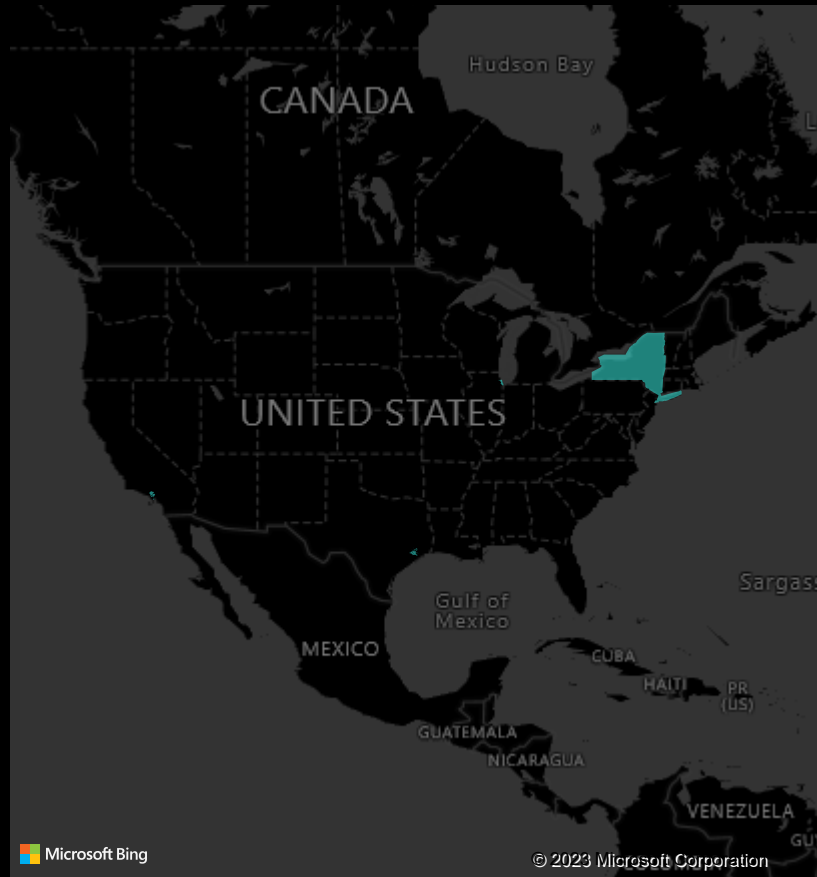 Hudson Bay
CANADA
L
UNITED STATES
Sargass
Gulf of
Mexico
MEXICO
CUBA
HAITI
PR
(US)
GUATEMALA
NICARAGUA
VENEZUELA
GU
Microsoft Bing
© 2023 Microsoft Corporation